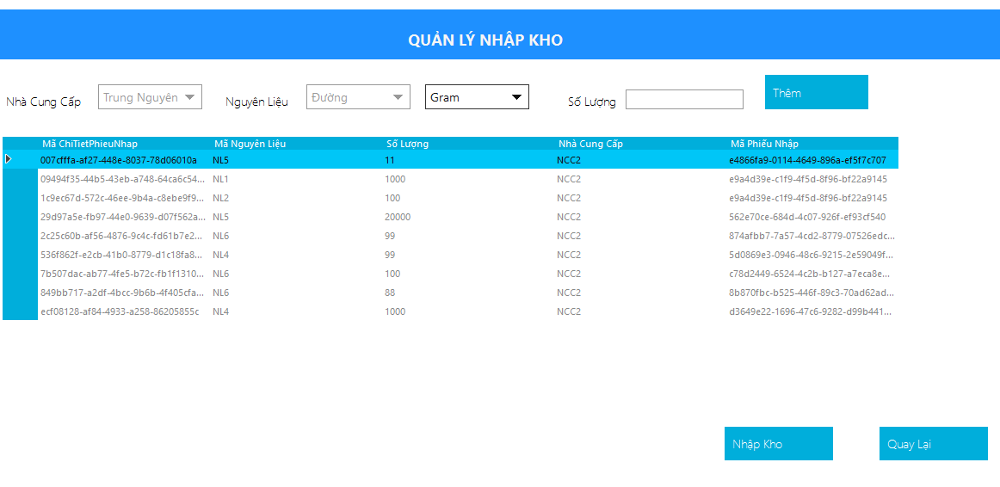 QUẢN LÝ NHẬP KHO
Nhà Cung Cấp Trung Nguyên Nguyên Liệu Đường Gram Số Lượng Thêm
Mã ChiTietPhieuNhap Mã Nguyên Liệu Số Lượng Nhà Cung Cấp Mã Phiếu Nhập
007cfffa-af27-448e-8037-78d06010a NL5 11 NCC2 e4866fa9-0114-4649-896a-ef5f7c707
09494f35-44b5-43eb-a748-64ca6c54... NL1 1000 NCC2 e9a4d39e-c1f9-4f5d-8f96-bf22a9145
1c9ec67d-572c-46ee-9b4a-c8ebe9f9... NL2 100 NCC2 e9a4d39e-c1f9-4f5d-8f96-bf22a9145
29d97a5e-fb97-44e0-9639-d07f562a... NL5 20000 NCC2 562e70ce-684d-4c07-926f-ef93cf540
2c25c60b-af56-4876-9c4c-fd61b7e2... NL6 99 NCC2 874afbb7-7a57-4cd2-8779-07526edc...
536f862f-e2cb-41b0-8779-d1c18fa8... NL4 99 NCC2 5d0869e3-0946-48c6-9215-2e59049f...
7b507dac-ab77-4fe5-b72c-fb1f1310... NL6 100 NCC2 c78d2449-6524-4c2b-b127-a7eca8e...
849bb717-a2df-4bcc-9b6b-4f405cfa... NL6 88 NCC2 8b870fbc-b525-446f-89c3-70ad62ad...
ecf08128-af84-4933-a258-86205855c NL4 1000 NCC2 d3649e22-1696-47c6-9282-d99b441...
Nhập Kho Quay Lại